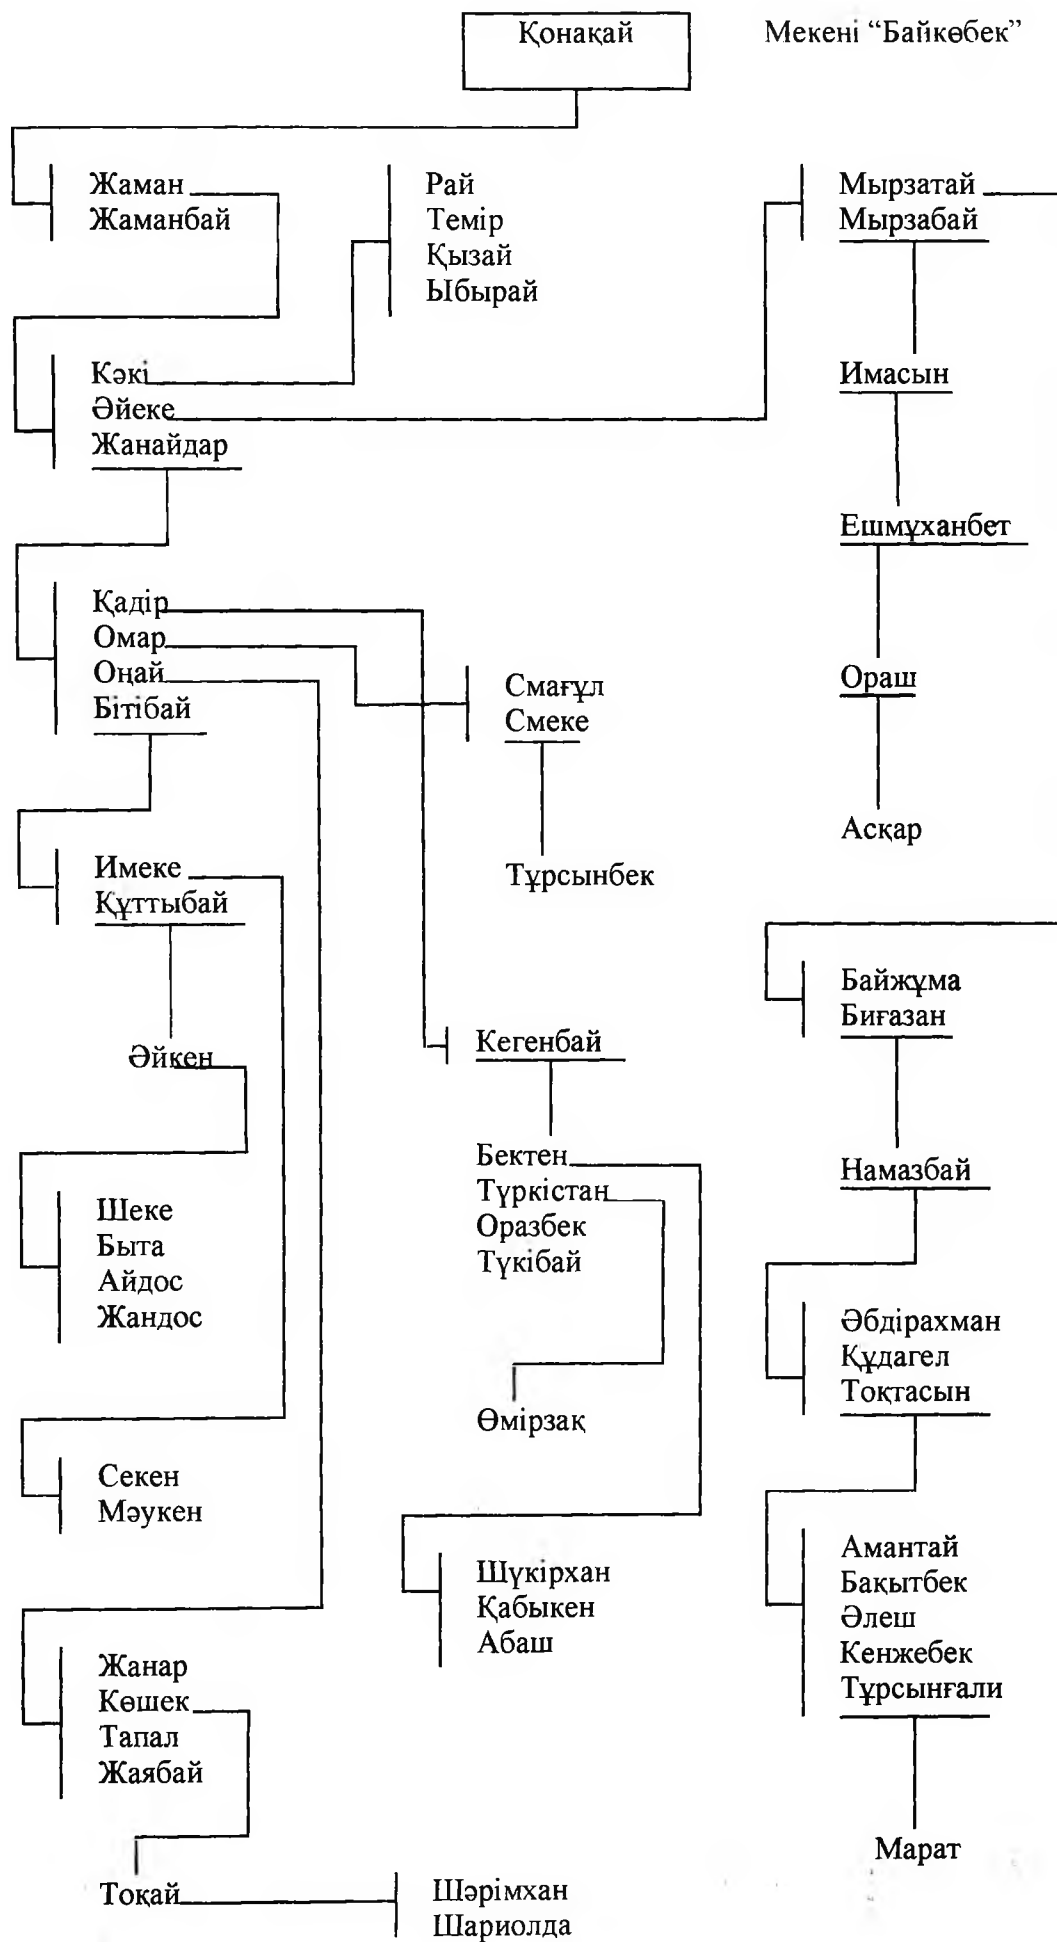 Қонақай
Мекені “Байкөбек”
Жаман
Жаманбай
Рай
Темір
Қызай
Ыбырай
Мырзатай
Мырзабай
Имасын
Ешмұханбет
Ораш
Асқар
Кәкі
Әйеке
Жанайдар
Қадір
Омар
Оңай
Бітібай
Смағұл
Смеке
Тұрсынбек
Имеке
Құттыбай
Әйкен
Шеке
Быта
Айдос
Жандос
Секен
Мәукен
Кегенбай
Бектен
Түркістан
Оразбек
Түкібай
Өмірзақ
Шүкірхан
Қабыкен
Абаш
Байжұма
Биғазан
Намазбай
Әбдірахман
Құдагел
Тоқтасын
Амантай
Бақытбек
Әлеш
Кенжебек
Тұрсынғали
Марат
Жанар
Көшек
Тапал
Жаябай
Тоқай
Шәрімхан
Шариолда